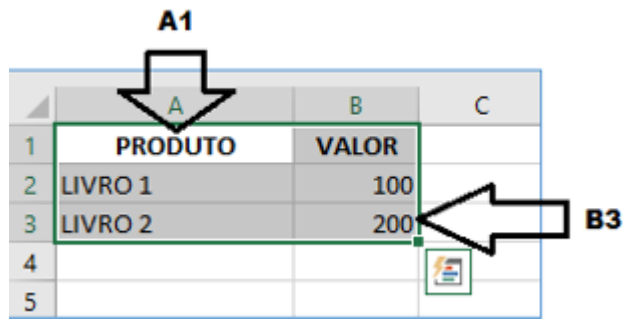 A1
A B C
1 PRODUTO VALOR
2 LIVRO 1 100
3 LIVRO 2 200 B3
4
5